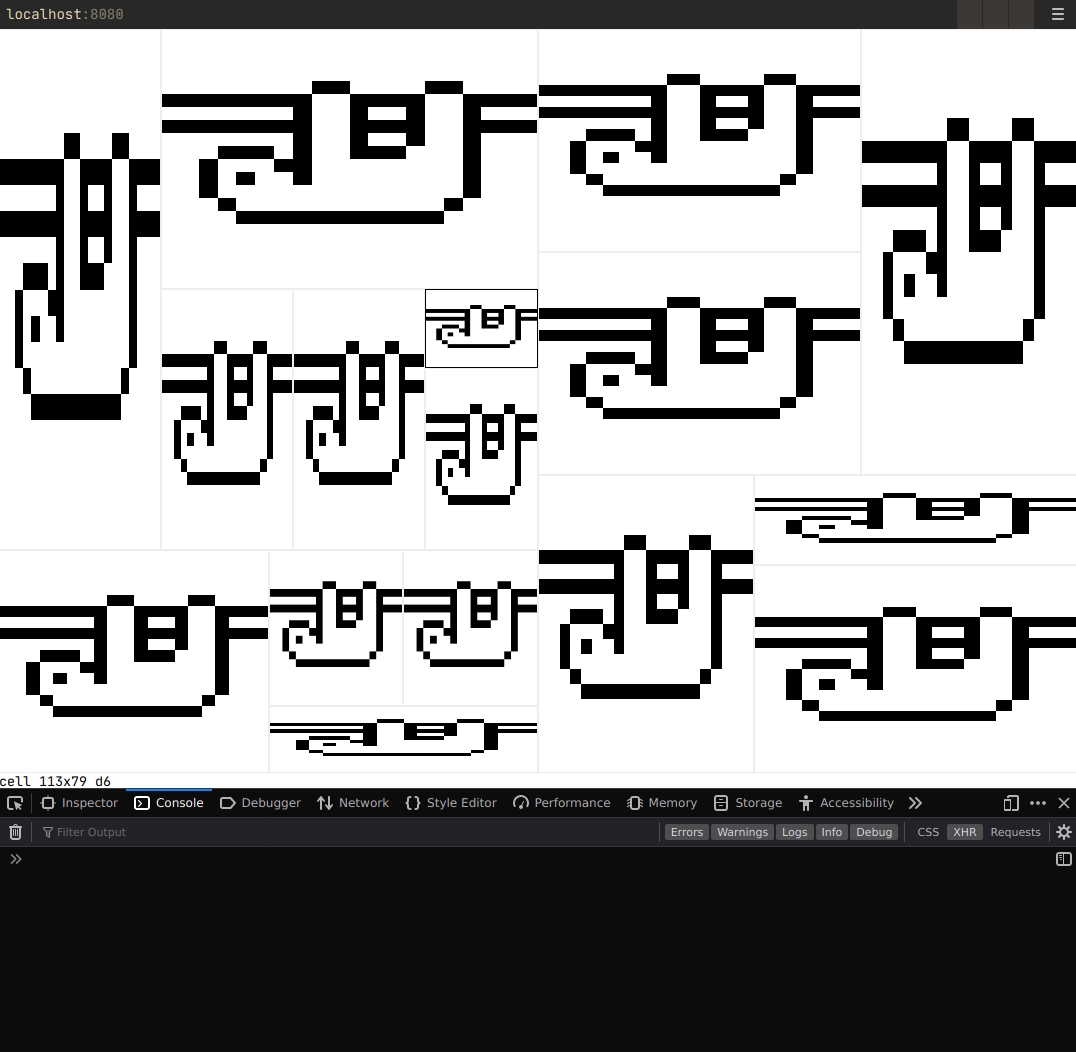 localhost:8080
cell 113x79 d6
Inspector Console Debugger Network Style Editor Performance Memory Storage Accessibility
Filter Output Errors Warnings Logs Info Debug CSS XHR Requests